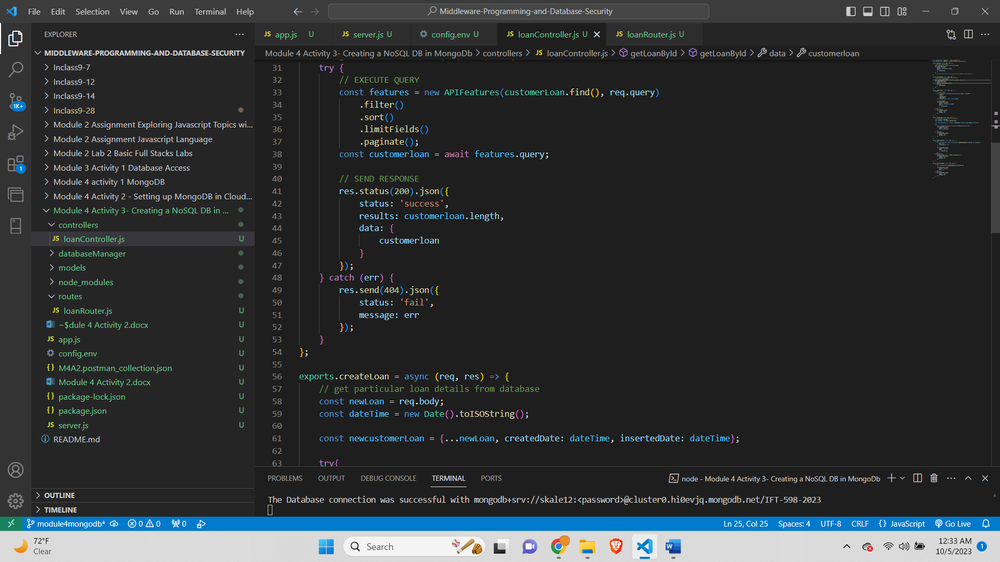 File Edit Selection View Go Run Terminal Help
Middleware-Programming-and-Database-Security
EXPLORER
MIDDLEWARE-PROGRAMMING-AND-DATABASE-SECURITY
Inclass9-7
Inclass9-12
Inclass9-14
Inclass9-28
Module 2 Assignment Exploring Javascript Topics wi...
Module 2 Assignment Javascript Language
Module 2 Lab 2 Basic Full Stacks Labs
Module 3 Activity 1 Database Access
Module 4 activity 1 MongoDB
Module 4 Activity 2 - Setting up MongoDB in Cloud...
Module 4 Activity 3- Creating a NoSQL DB in ...
controllers
JS loanController.js U
databaseManager
models
node_modules
routes
JS loanRouter.js U
~$dule 4 Activity 2.docx U
JS app.js U
config.env U
{} M4A2.postman_collection.json U
Module 4 Activity 2.docx U
{} package-lock.json U
{} package.json U
JS server.js U
README.md
OUTLINE
TIMELINE
1K+
1
JS app.js U JS server.js U config.env U JS loanController.js U JS loanRouter.js U
Module 4 Activity 3- Creating a NoSQL DB in MongoDb > controllers > JS loanController.js > getLoanById > getLoanById > data > customerloan
31 try {
32 // EXECUTE QUERY
33 const features = new APIFeatures(customerLoan.find(), req.query)
34 .filter()
35 .sort()
36 .limitFields()
37 .paginate();
38 const customerloan = await features.query;
39
40 // SEND RESPONSE
41 res.status(200).json({
42 status: 'success',
43 results: customerloan.length,
44 data: {
45 customerloan
46 }
47 });
48 } catch (err) {
49 res.send(404).json({
50 status: 'fail',
51 message: err
52 });
53 }
54 };
55
56 exports.createLoan = async (req, res) => {
57 // get particular loan details from database
58 const newLoan = req.body;
59 const dateTime = new Date().toISOString();
60
61 const newcustomerLoan = {...newLoan, createdDate: dateTime, insertedDate: dateTime};
62
63 try{
PROBLEMS OUTPUT DEBUG CONSOLE TERMINAL PORTS
node - Module 4 Activity 3- Creating a NoSQL DB in MongoDb
The Database connection was successful with mongodb+srv://skale12:<password>@cluster0.hi0evjq.mongodb.net/IFT-598-2023
module4mongodb* 0 0 0
Ln 25, Col 25 Spaces: 4 UTF-8 CRLF {} JavaScript Go Live
72°F
Clear
Search
12:33 AM
10/5/2023
1